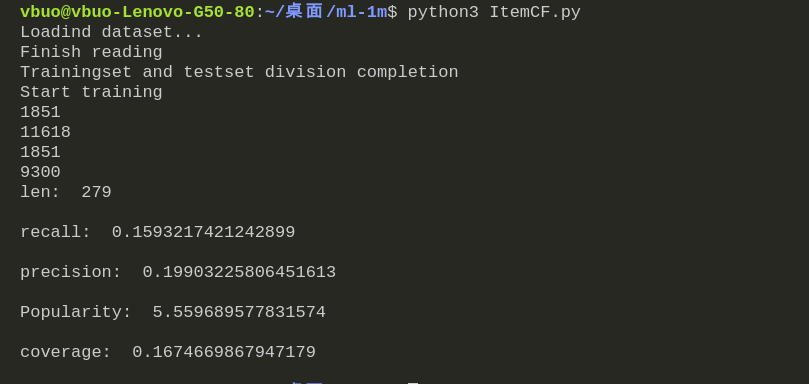 vbuo@vbuo-Lenovo-G50-80:~/桌面/ml-1m$ python3 ItemCF.py
Loadind dataset...
Finish reading
Trainingset and testset division completion
Start training
1851
11618
1851
9300
len:  279
recall:  0.1593217421242899
precision:  0.19903225806451613
Popularity:  5.559689577831574
coverage:  0.1674669867947179